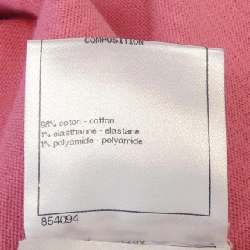 COMPOSITION
98% coton - cotton
1% elasthanne - elastane
1% polyamide - polyamide
854094